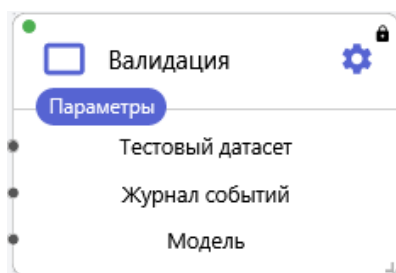 Валидация
Параметры
Тестовый датасет
Журнал событий
Модель